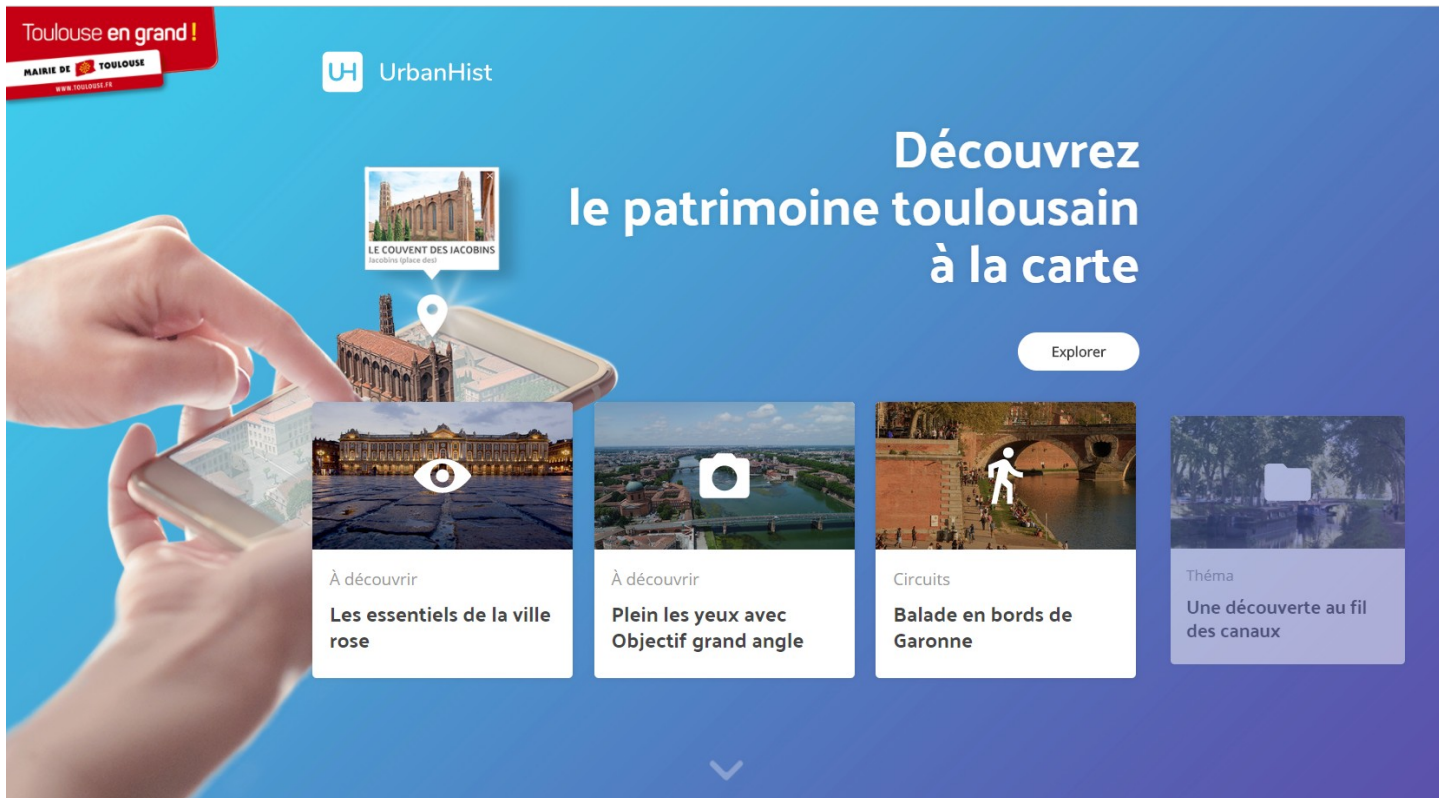 Toulouse en grand !
MAIRIE DE TOULOUSE
WWW.TOULOUSE.FR
UH UrbanHist
Découvrez
le patrimoine toulousain
à la carte
LE COUVENT DES JACOBINS
Jacobins (place des)
Explorer
À découvrir
Les essentiels de la ville
rose
À découvrir
Plein les yeux avec
Objectif grand angle
Circuits
Balade en bords de
Garonne
Théma
Une découverte au fil
des canaux